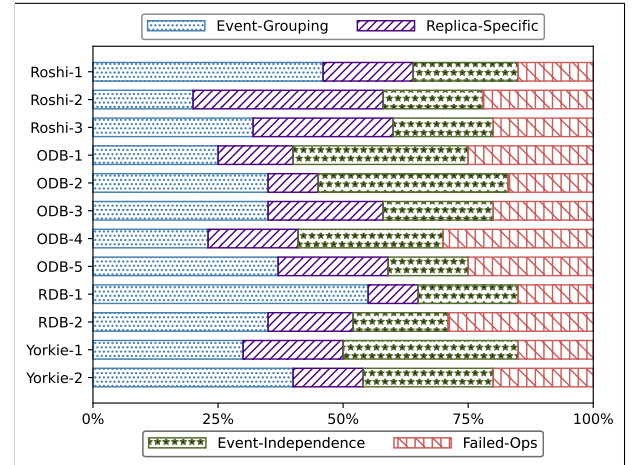 Event-Grouping Replica-Specific
Roshi-1
Roshi-2
Roshi-3
ODB-1
ODB-2
ODB-3
ODB-4
ODB-5
RDB-1
RDB-2
Yorkie-1
Yorkie-2
0% 25% 50% 75% 100%
Event-Independence Failed-Ops